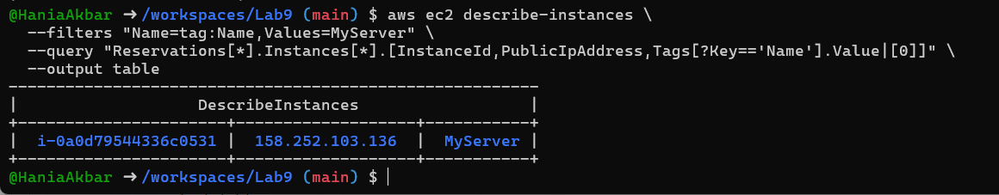 @HaniaAkbar ➜ /workspaces/Lab9 (main) $ aws ec2 describe-instances \
  --filters "Name=tag:Name,Values=MyServer" \
  --query "Reservations[*].Instances[*].[InstanceId,PublicIpAddress,Tags[?Key=='Name'].Value|[0]]" \
  --output table
-----------------------------------------------------------
|                    DescribeInstances                    |
+------------------------+--------------------+-----------+
|  i-0a0d79544336c0531 |  158.252.103.136  |  MyServer |
+------------------------+--------------------+-----------+
@HaniaAkbar ➜ /workspaces/Lab9 (main) $